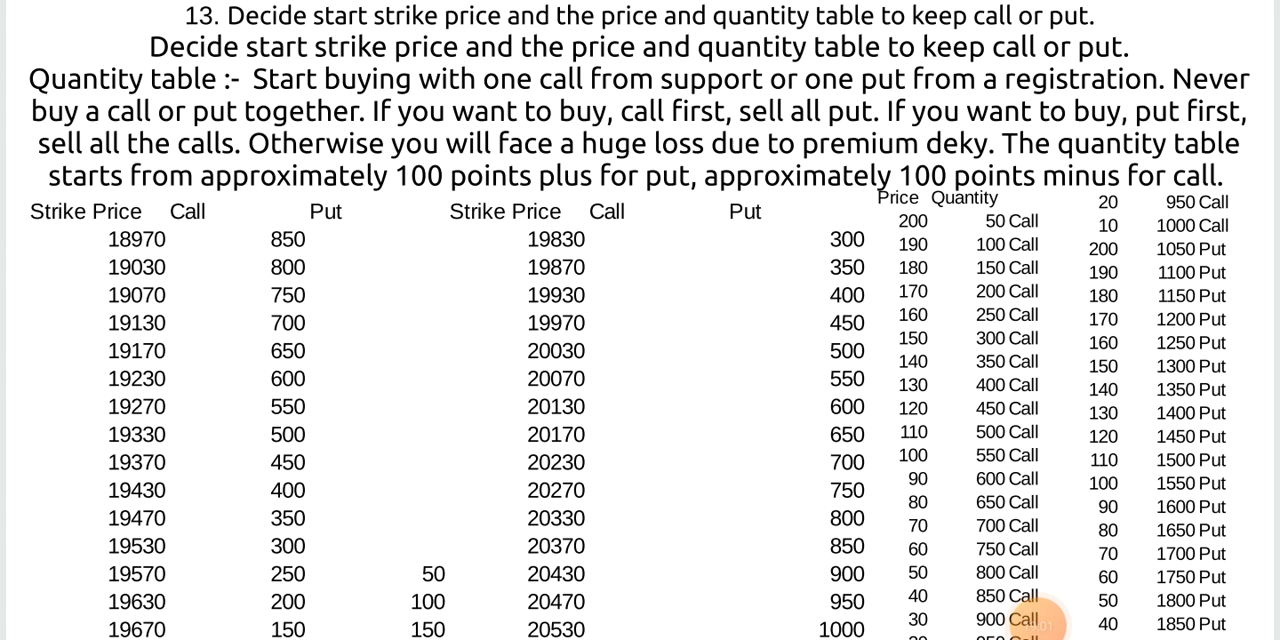 13. Decide start strike price and the price and quantity table to keep call or put.
Decide start strike price and the price and quantity table to keep call or put.
Quantity table :- Start buying with one call from support or one put from a registration. Never
buy a call or put together. If you want to buy, call first, sell all put. If you want to buy, put first,
sell all the calls. Otherwise you will face a huge loss due to premium deky. The quantity table
starts from approximately 100 points plus for put, approximately 100 points minus for call.
Strike Price Call Put Strike Price Call Put
18970 850 19830 300
19030 800 19870 350
19070 750 19930 400
19130 700 19970 450
19170 650 20030 500
19230 600 20070 550
19270 550 20130 600
19330 500 20170 650
19370 450 20230 700
19430 400 20270 750
19470 350 20330 800
19530 300 20370 850
19570 250 50 20430 900
19630 200 100 20470 950
19670 150 150 20530 1000
Price Quantity
200 50 Call
190 100 Call
180 150 Call
170 200 Call
160 250 Call
150 300 Call
140 350 Call
130 400 Call
120 450 Call
110 500 Call
100 550 Call
90 600 Call
80 650 Call
70 700 Call
60 750 Call
50 800 Call
40 850 Call
30 900 Call
20 950 Call
10 1000 Call
200 1050 Put
190 1100 Put
180 1150 Put
170 1200 Put
160 1250 Put
150 1300 Put
140 1350 Put
130 1400 Put
120 1450 Put
110 1500 Put
100 1550 Put
90 1600 Put
80 1650 Put
70 1700 Put
60 1750 Put
50 1800 Put
40 1850 Put